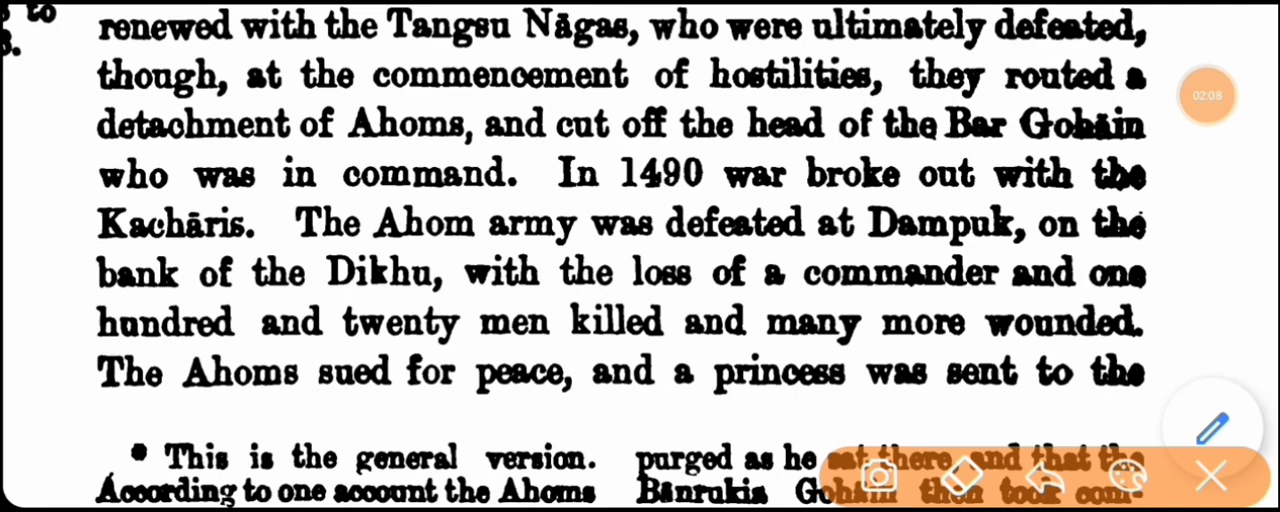 to
3.
renewed with the Tangsu Nāgas, who were ultimately defeated,
though, at the commencement of hostilities, they routed a
detachment of Ahoms, and cut off the head of the Bar Gohāin
who was in command. In 1490 war broke out with the
Kachāris. The Ahom army was defeated at Dampuk, on the
bank of the Dikhu, with the loss of a commander and one
hundred and twenty men killed and many more wounded.
The Ahoms sued for peace, and a princess was sent to the
* This is the general version.
According to one account the Ahoms
purged as he sat there and that the
Bānrukia Gohāin then took com-
02:08